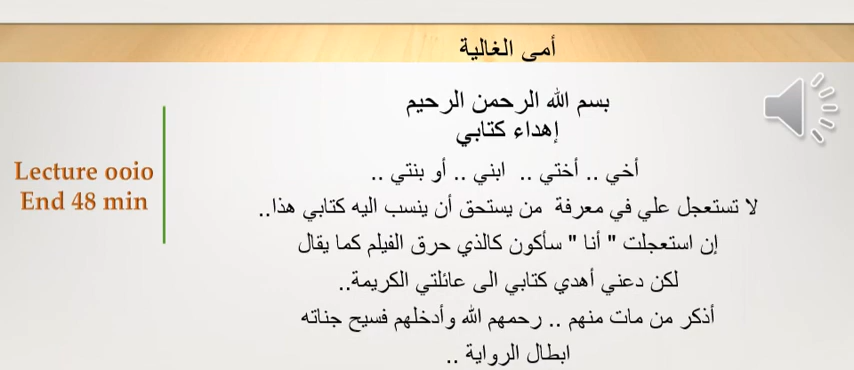 أمى الغالية
بسم الله الرحمن الرحيم
إهداء كتابي
أخي .. أختي .. ابني .. أو بنتي ..
لا تستعجل علي في معرفة من يستحق أن ينسب اليه كتابي هذا..
إن استعجلت " أنا " سأكون كالذي حرق الفيلم كما يقال
لكن دعني أهدي كتابي الى عائلتي الكريمة..
أذكر من مات منهم .. رحمهم الله وأدخلهم فسيح جناته
ابطال الرواية ..
Lecture ooio
End 48 min